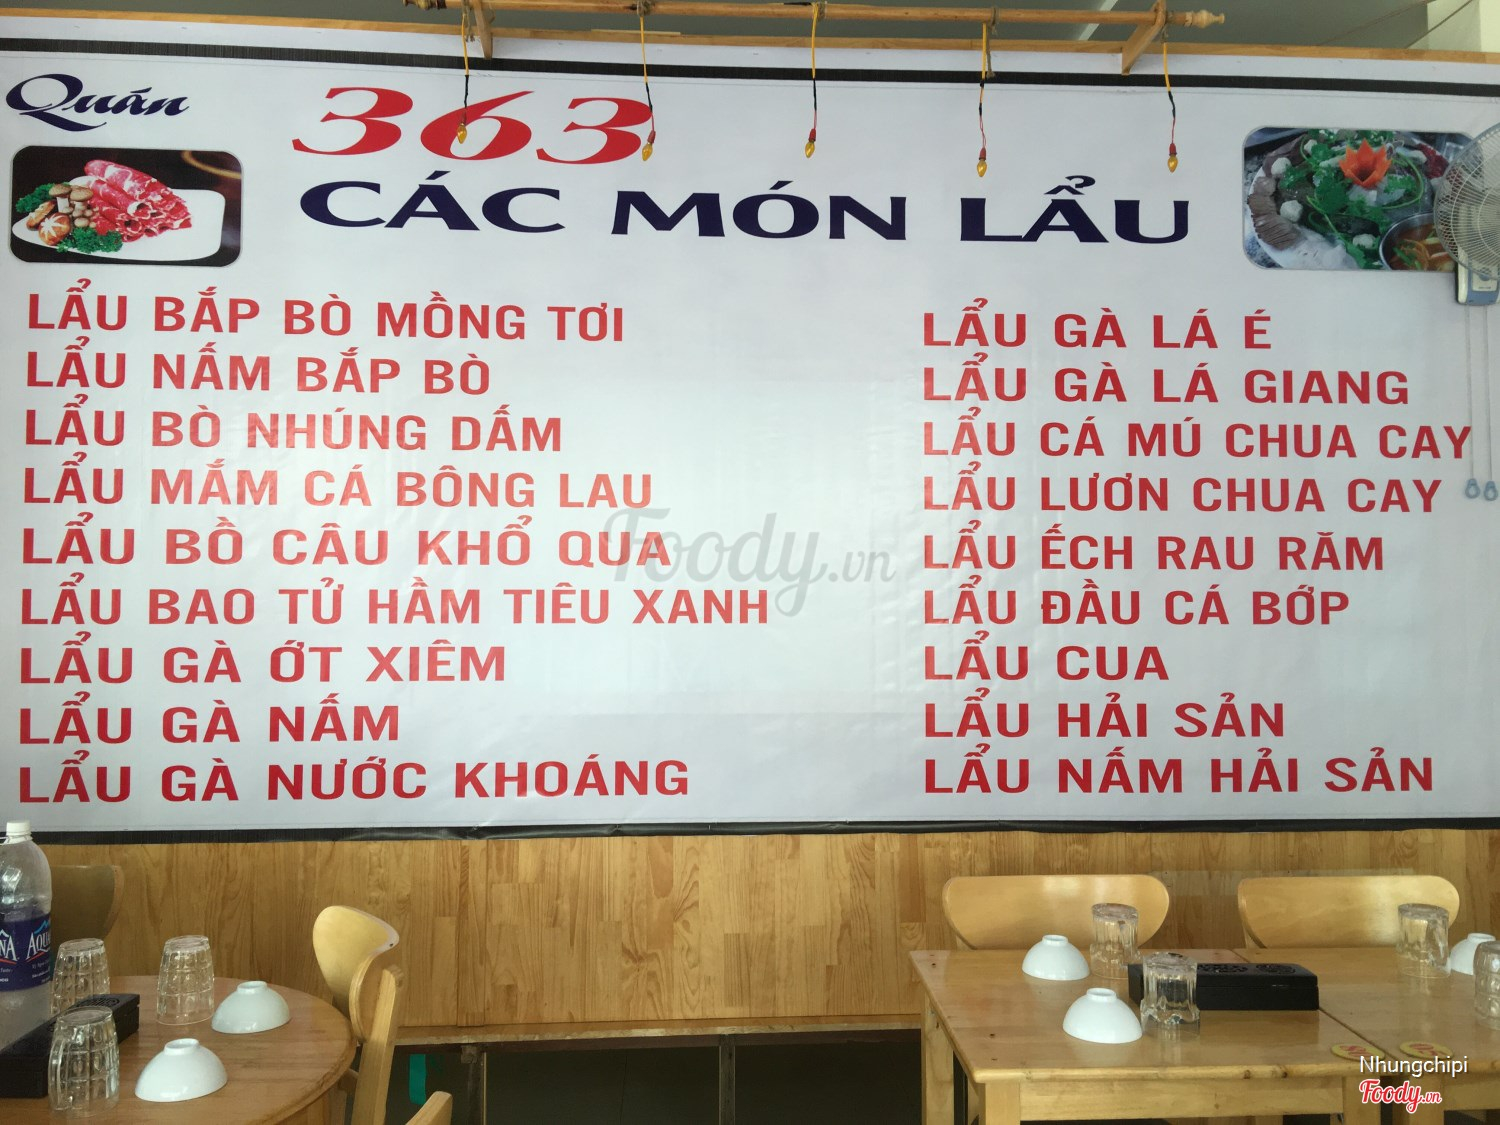 Quán
363
CÁC MÓN LẨU
LẨU BẮP BÒ MỒNG TƠI
LẨU NẤM BẮP BÒ
LẨU BÒ NHÚNG DẤM
LẨU MẮM CÁ BÔNG LAU
LẨU BỒ CÂU KHỔ QUA
LẨU BAO TỬ HẦM TIÊU XANH
LẨU GÀ ỚT XIÊM
LẨU GÀ NẤM
LẨU GÀ NƯỚC KHOÁNG
LẨU GÀ LÁ É
LẨU GÀ LÁ GIANG
LẨU CÁ MÚ CHUA CAY
LẨU LƯƠN CHUA CAY
LẨU ẾCH RAU RĂM
LẨU ĐẦU CÁ BỚP
LẨU CUA
LẨU HẢI SẢN
LẨU NẤM HẢI SẢN
Foody.vn
Nhungchipi
Foody.vn